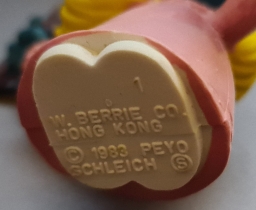 1
W. BERRIE CO.
HONG KONG
© 1983 PEYO
SCHLEICH Ⓢ